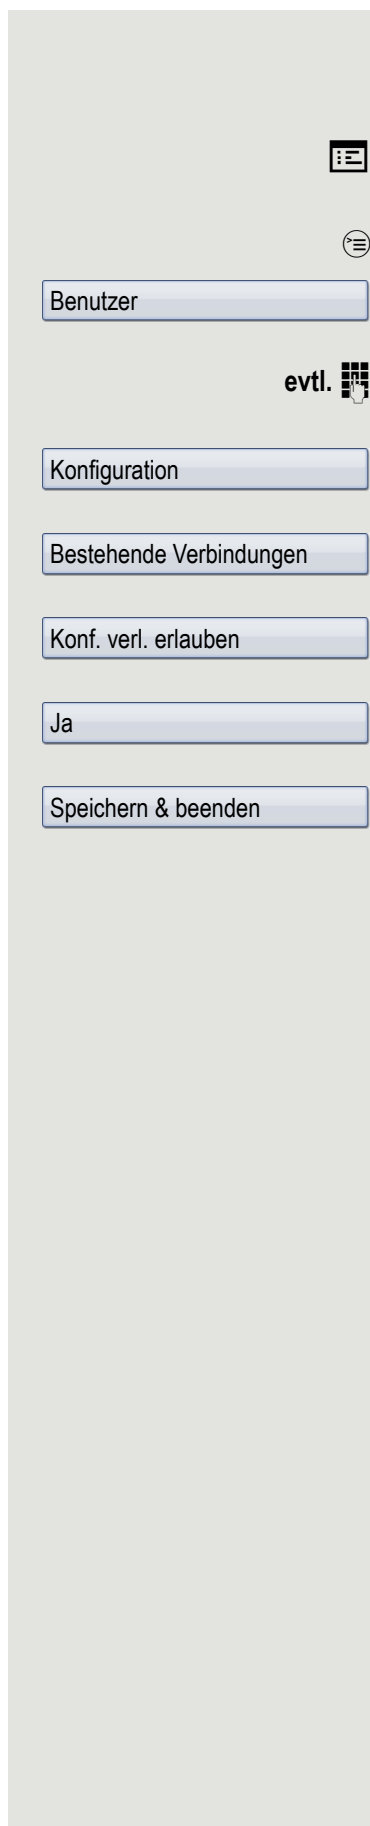 Benutzer
evtl.
Konfiguration
Bestehende Verbindungen
Konf. verl. erlauben
Ja
Speichern & beenden